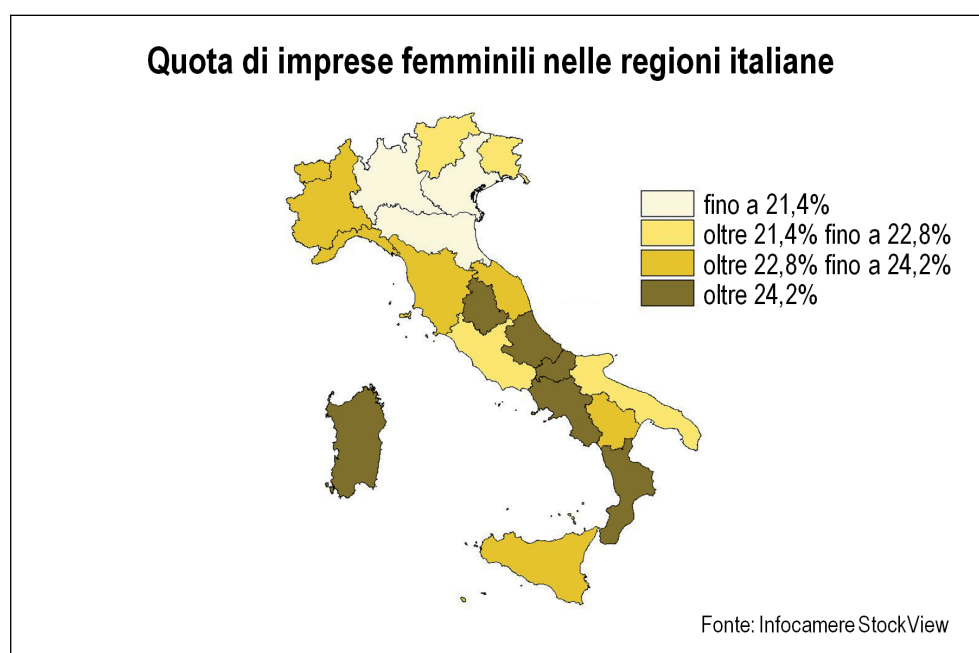 Quota di imprese femminili nelle regioni italiane
fino a 21,4%
oltre 21,4% fino a 22,8%
oltre 22,8% fino a 24,2%
oltre 24,2%
Fonte: Infocamere StockView